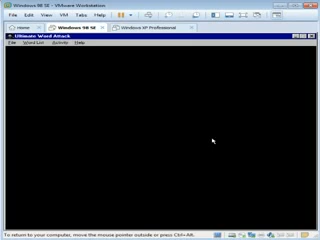 Windows 98 SE - VMware Workstation
File Edit View VM Tabs Help
Home Windows 98 SE Windows XP Professional
Ultimate Word Attack
File Word List Awards Help
To return to your computer, move the mouse pointer outside or press Ctrl+Alt.